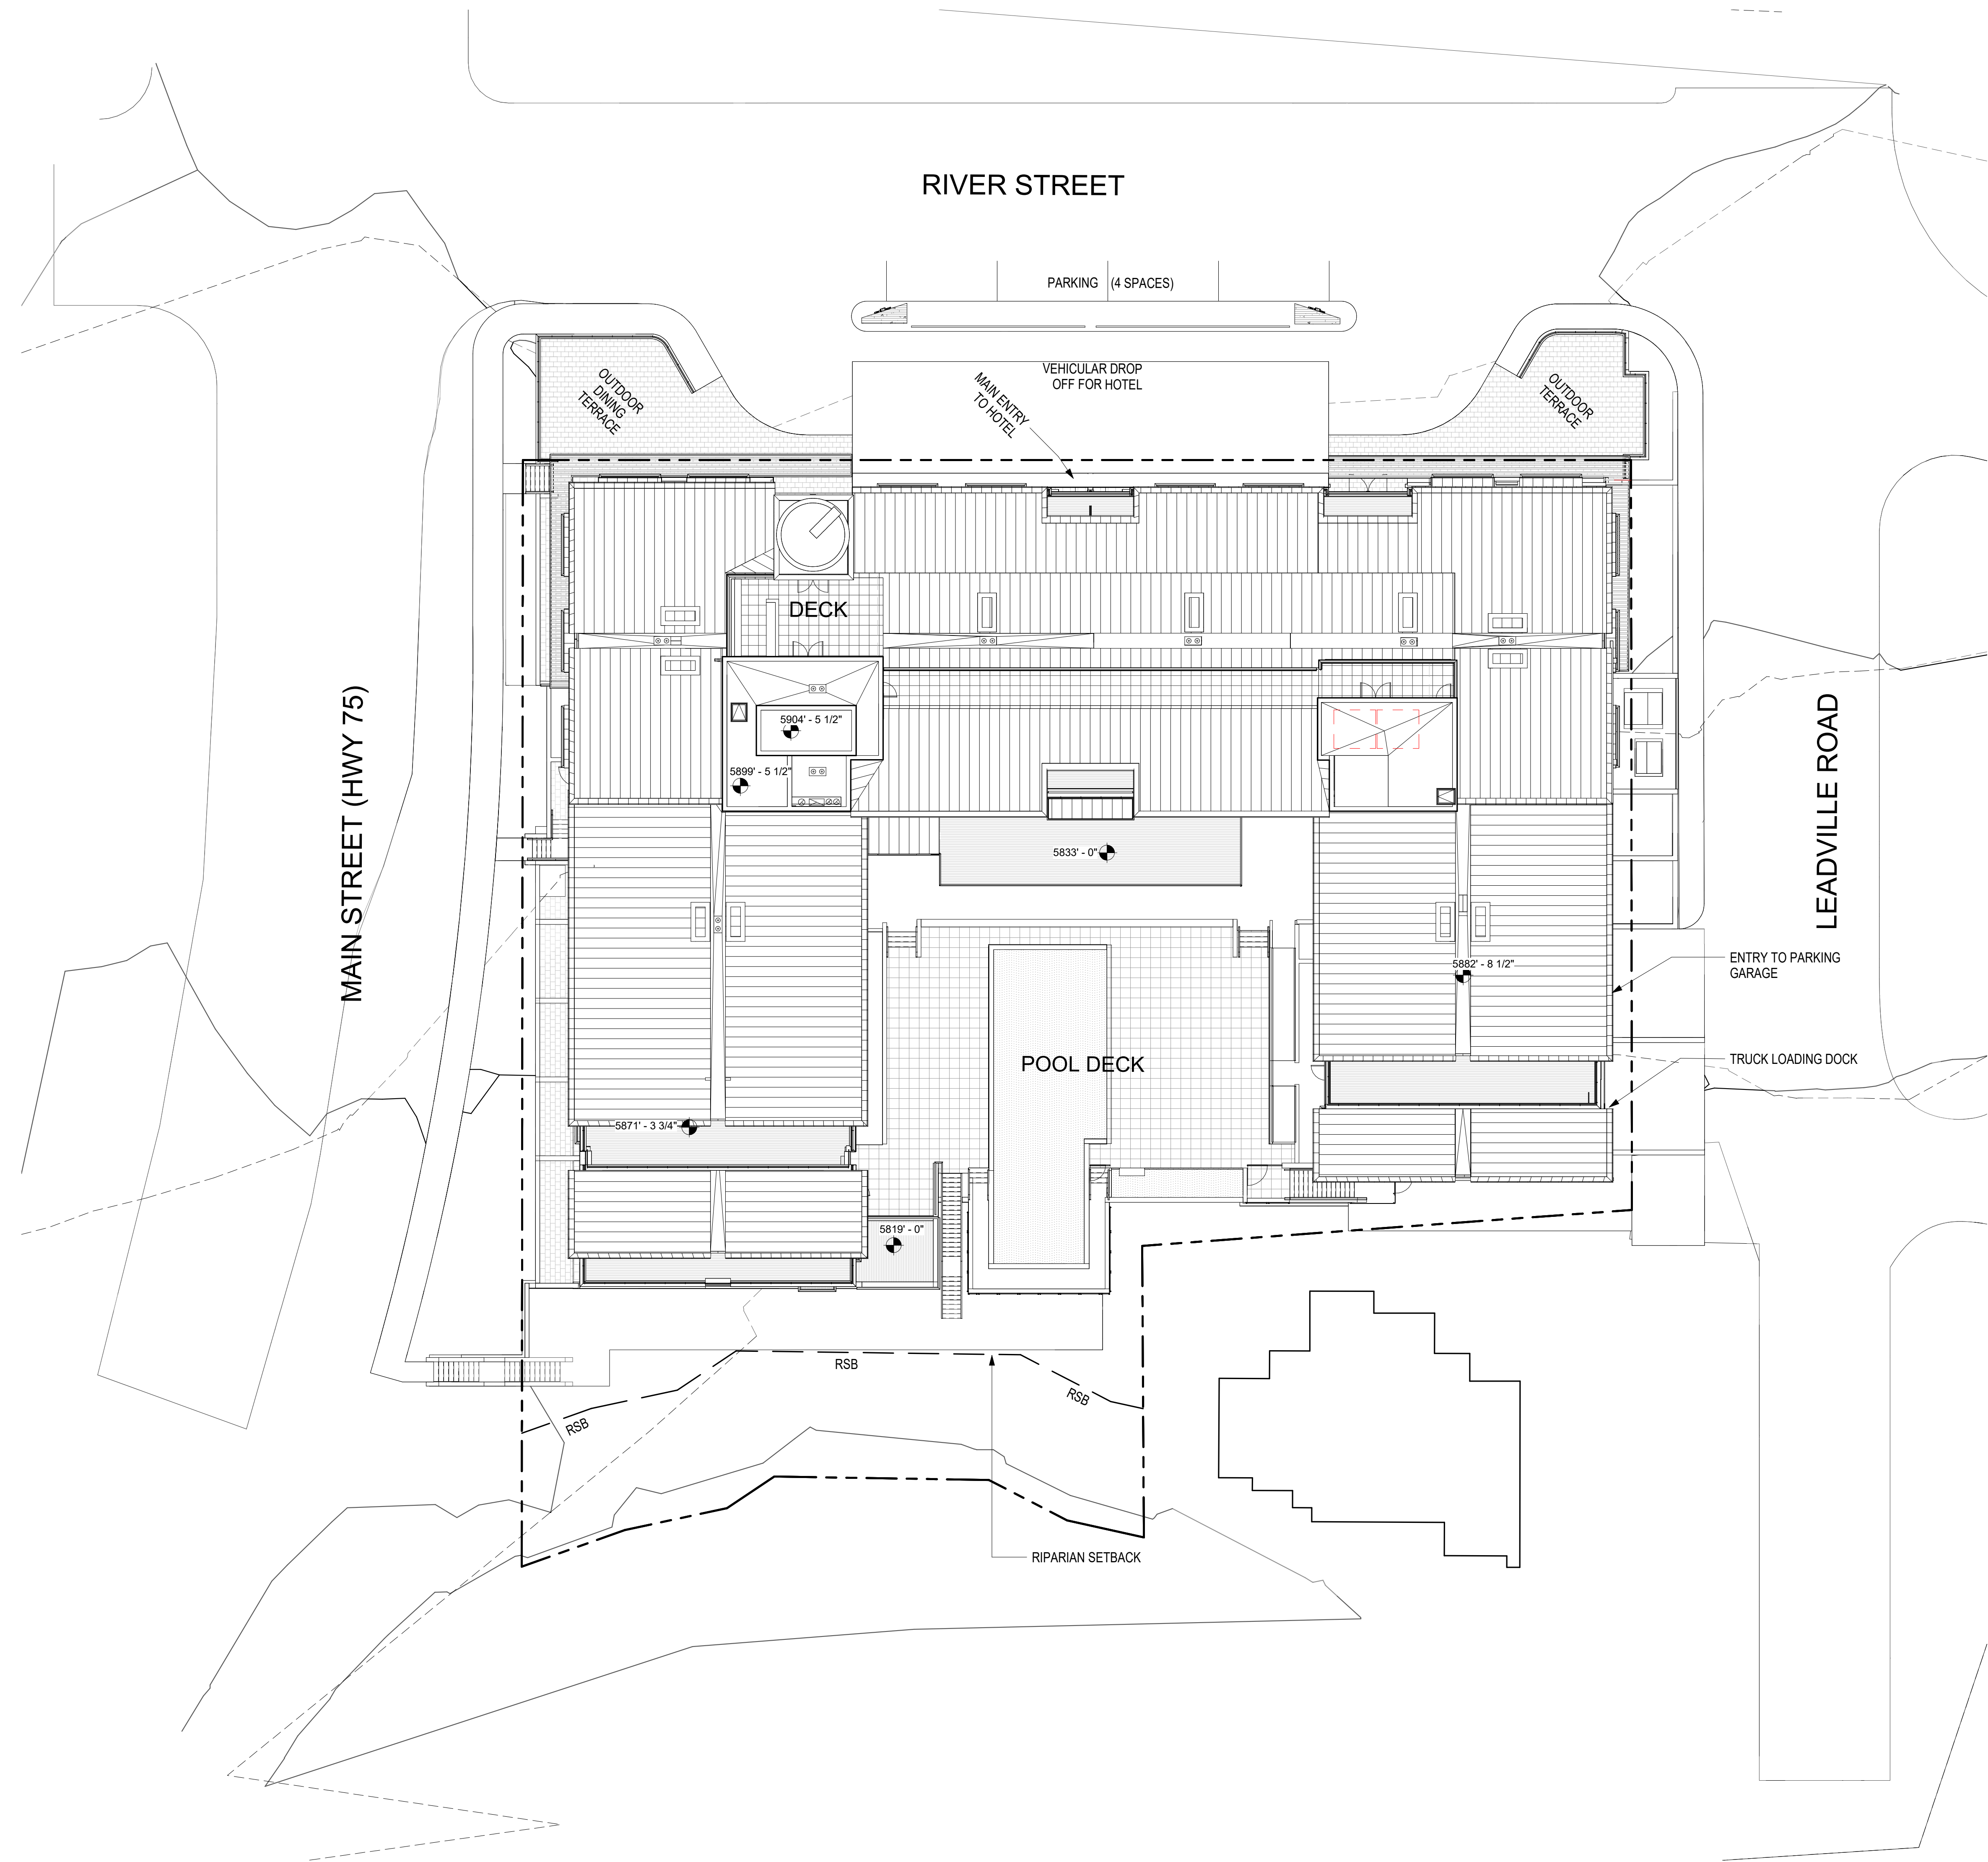 RIVER STREET
PARKING (4 SPACES)
VEHICULAR DROP
OFF FOR HOTEL
MAIN ENTRY
TO HOTEL
OUTDOOR
DINING
TERRACE
OUTDOOR
TERRACE
DECK
5904' - 5 1/2"
5899' - 5 1/2"
MAIN STREET (HWY 75)
LEADVILLE ROAD
5833' - 0"
5882' - 8 1/2"
ENTRY TO PARKING
GARAGE
POOL DECK
TRUCK LOADING DOCK
5871' - 3 3/4"
5819' - 0"
RSB
RSB
RSB
RIPARIAN SETBACK